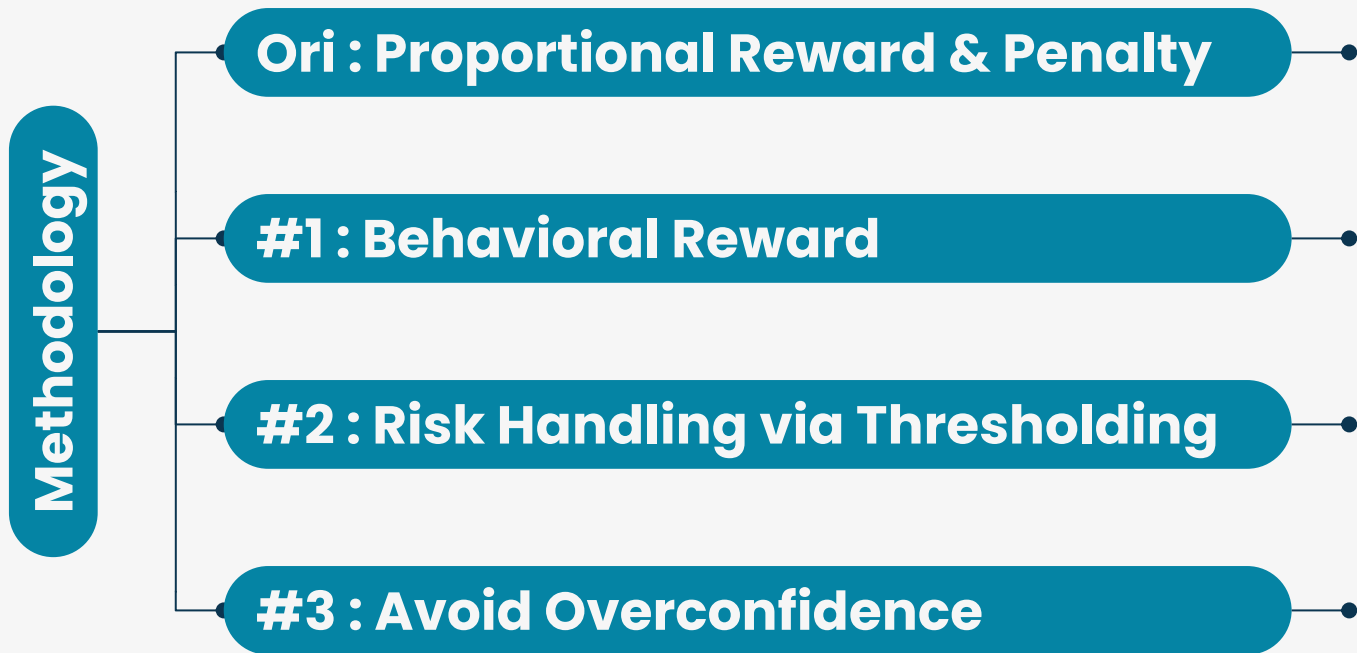 Methodology
Ori : Proportional Reward & Penalty
#1 : Behavioral Reward
#2 : Risk Handling via Thresholding
#3 : Avoid Overconfidence